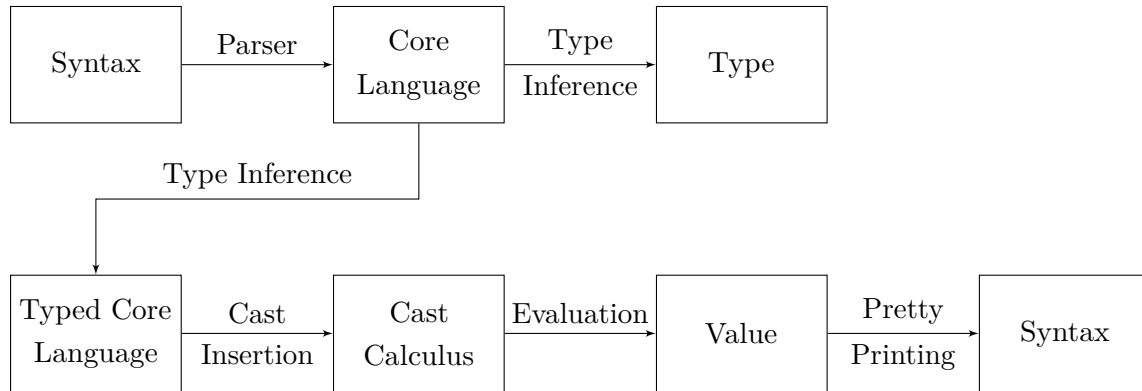 Syntax
Parser
Core
Language
Type
Inference
Type
Type Inference
Typed Core
Language
Cast
Insertion
Cast
Calculus
Evaluation
Value
Pretty
Printing
Syntax